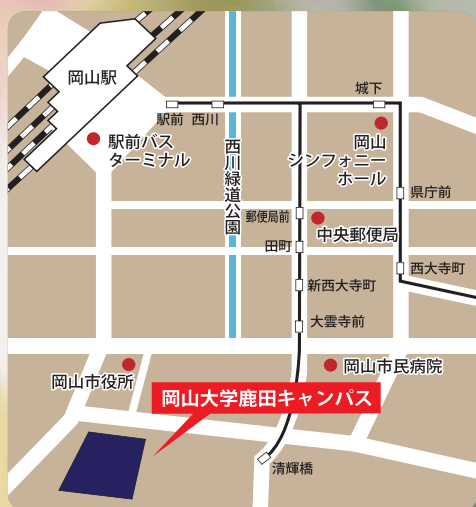 岡山駅
城下
駅前
西川
岡山
シンフォニー
ホール
駅前バス
ターミナル
西川緑道公園
県庁前
郵便局前
中央郵便局
田町
西大寺町
新西大寺町
大雲寺前
岡山市民病院
岡山市役所
岡山大学鹿田キャンパス
清輝橋